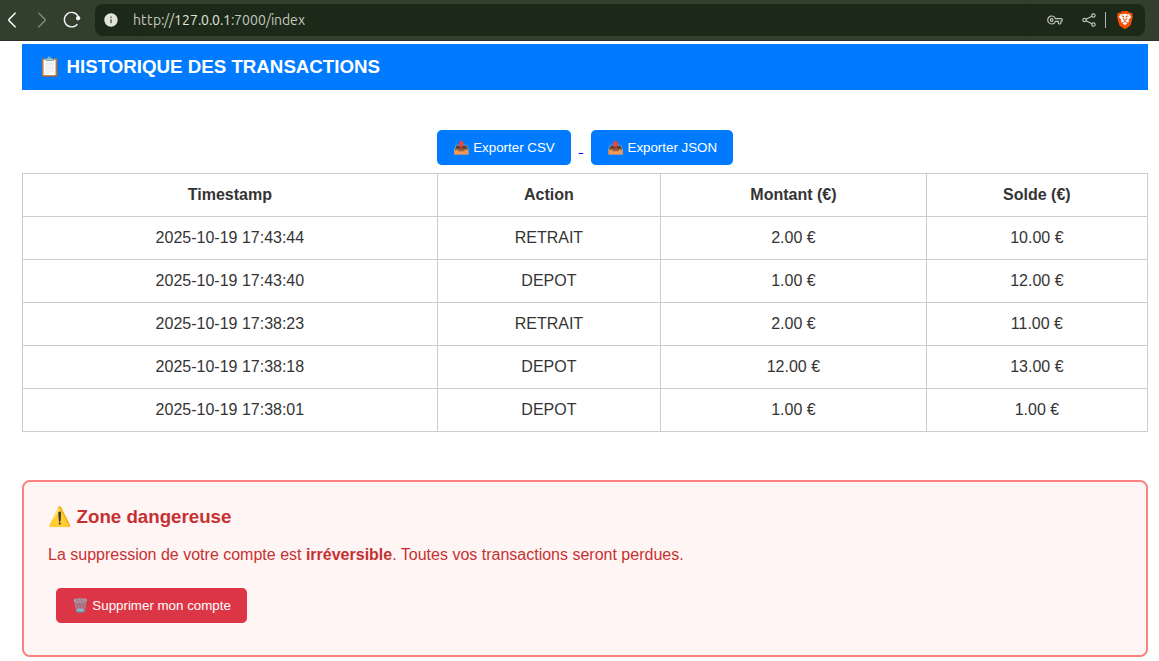 http://127.0.0.1:7000/index
📋 HISTORIQUE DES TRANSACTIONS
📤 Exporter CSV - 📤 Exporter JSON
Timestamp Action Montant (€) Solde (€)
2025-10-19 17:43:44 RETRAIT 2.00 € 10.00 €
2025-10-19 17:43:40 DEPOT 1.00 € 12.00 €
2025-10-19 17:38:23 RETRAIT 2.00 € 11.00 €
2025-10-19 17:38:18 DEPOT 12.00 € 13.00 €
2025-10-19 17:38:01 DEPOT 1.00 € 1.00 €
⚠️ Zone dangereuse
La suppression de votre compte est irréversible. Toutes vos transactions seront perdues.
🗑️ Supprimer mon compte